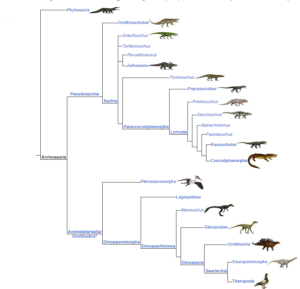 Phytosauria
Ornithosuchidae
Gracilisuchus
Turfanosuchus
Revueltosaurus
Aetosauria
Pseudosuchia
Suchia
Ticinosuchus
Paracrocodylomorpha
Poposauroidea
Loricata
Prestosuchus
Saurosuchus
Batrachotomus
Fasolasuchus
Rauisuchidae
Crocodylomorpha
Archosauria
Pterosauromorpha
Avemetatarsalia/
Ornithodira
Lagerpetidae
Dinosauromorpha
Marasuchus
Dinosauriformes
Silesauridae
Ornithischia
Dinosauria
Sauropodomorpha
Saurischia
Theropoda